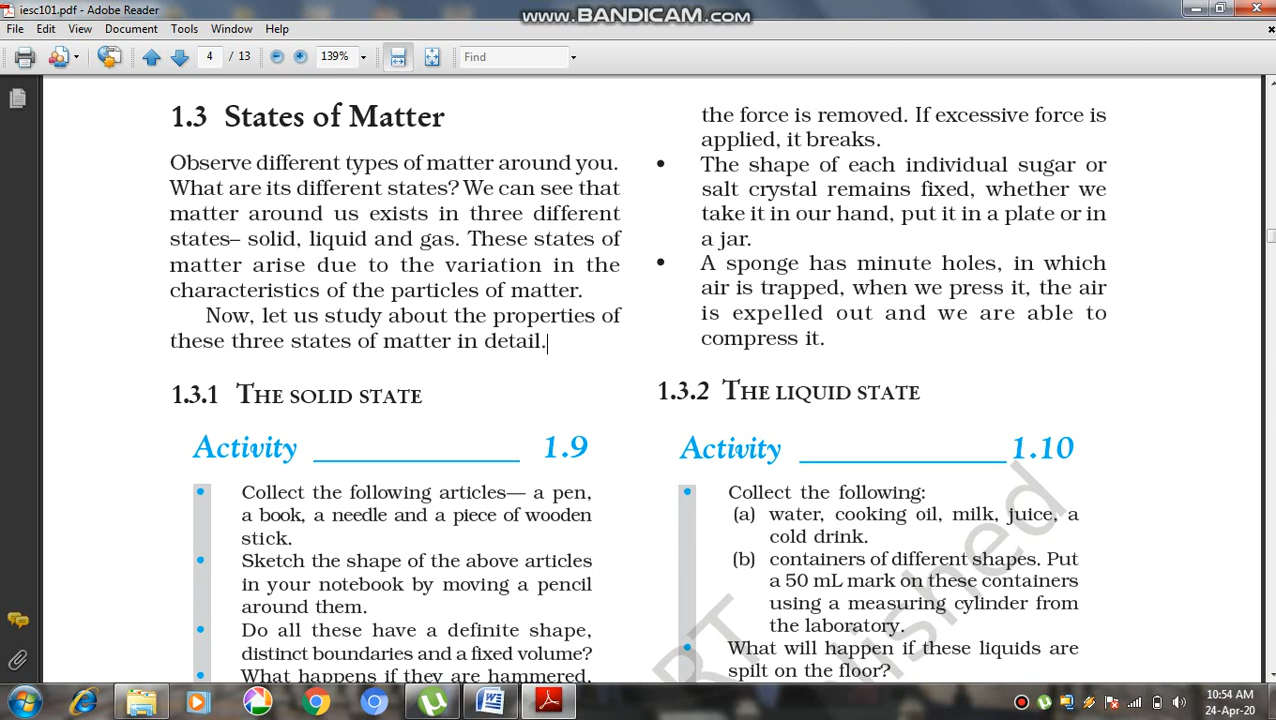 iesc101.pdf - Adobe Reader
www.BANDICAM.com
File Edit View Document Tools Window Help
4 / 13 139% Find
1.3 States of Matter
Observe different types of matter around you.
What are its different states? We can see that
matter around us exists in three different
states– solid, liquid and gas. These states of
matter arise due to the variation in the
characteristics of the particles of matter.
Now, let us study about the properties of
these three states of matter in detail.
1.3.1 THE SOLID STATE
Activity ____________ 1.9
• Collect the following articles— a pen,
a book, a needle and a piece of wooden
stick.
• Sketch the shape of the above articles
in your notebook by moving a pencil
around them.
• Do all these have a definite shape,
distinct boundaries and a fixed volume?
• What happens if they are hammered,
the force is removed. If excessive force is
applied, it breaks.
• The shape of each individual sugar or
salt crystal remains fixed, whether we
take it in our hand, put it in a plate or in
a jar.
• A sponge has minute holes, in which
air is trapped, when we press it, the air
is expelled out and we are able to
compress it.
1.3.2 THE LIQUID STATE
Activity ____________ 1.10
• Collect the following:
(a) water, cooking oil, milk, juice, a
cold drink.
(b) containers of different shapes. Put
a 50 mL mark on these containers
using a measuring cylinder from
the laboratory.
• What will happen if these liquids are
spilt on the floor?
10:54 AM
24-Apr-20